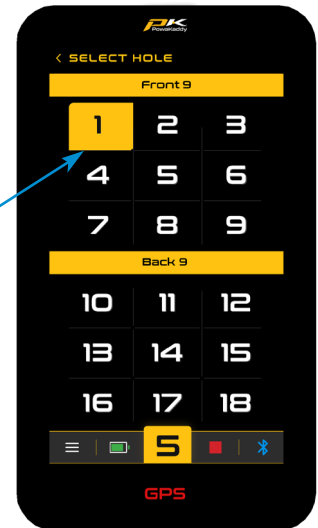 PK
PowaKaddy
< SELECT HOLE
Front 9
1 2 3
4 5 6
7 8 9
Back 9
10 11 12
13 14 15
16 17 18
5
GPS